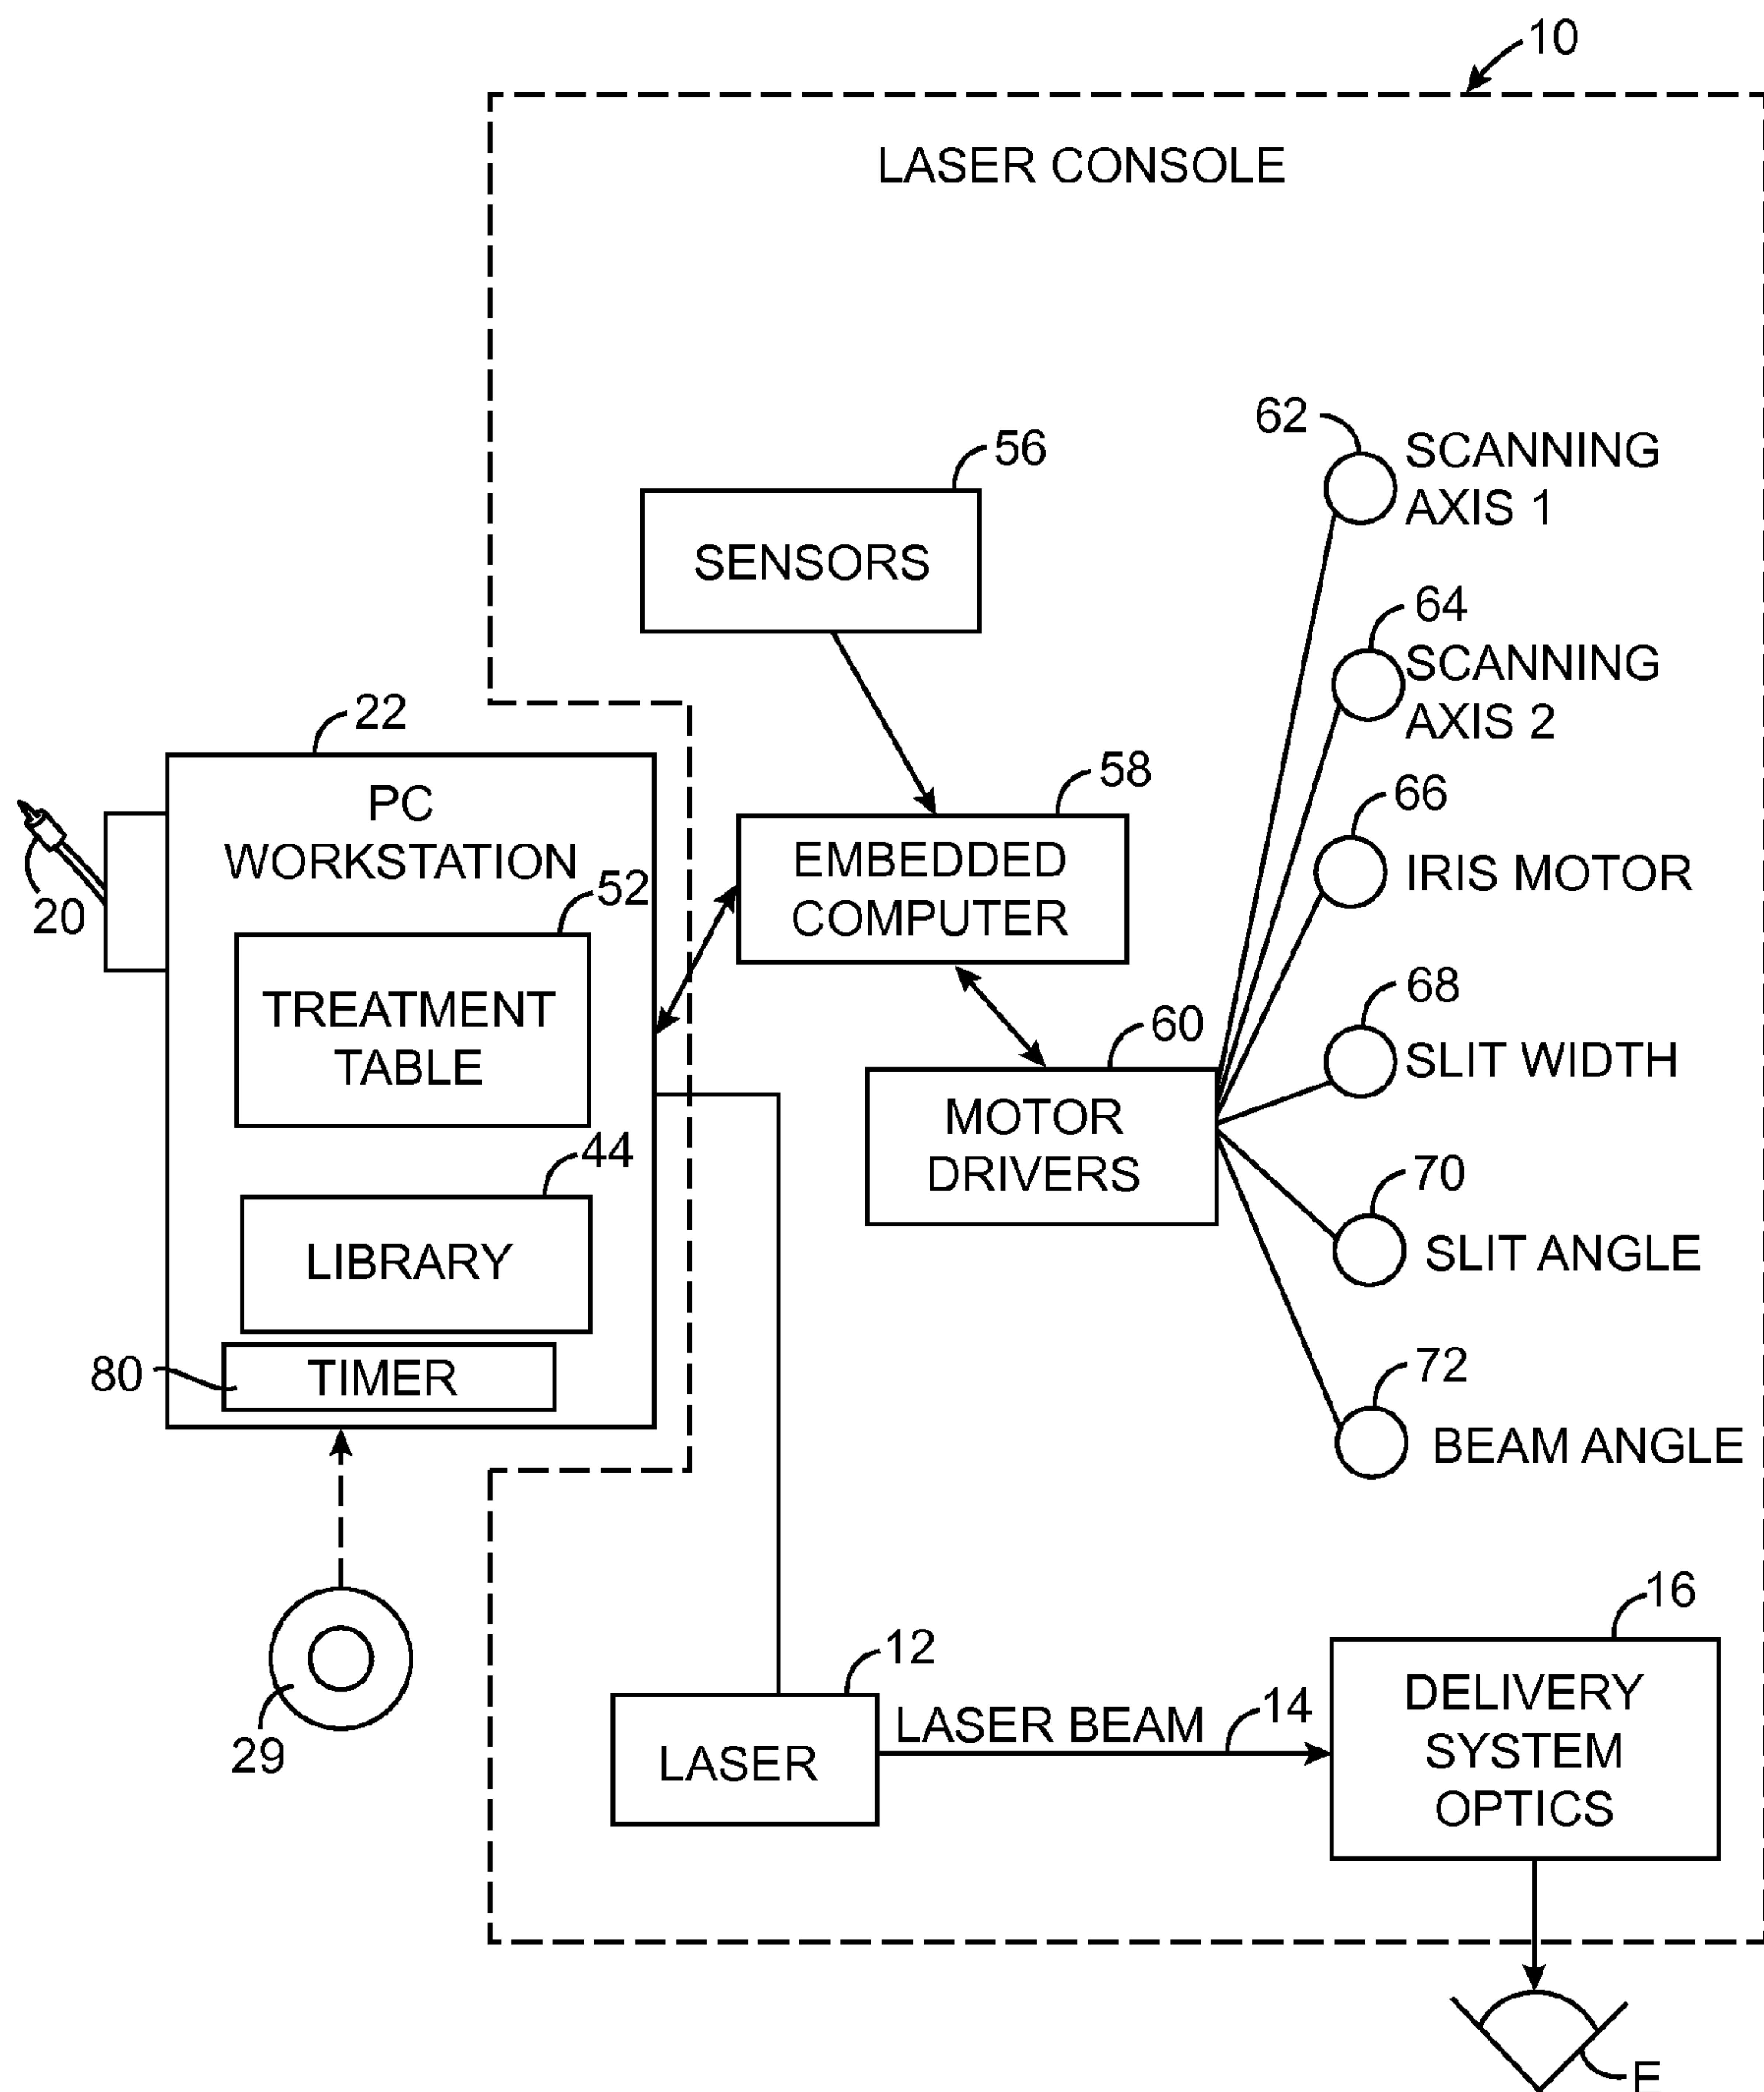 10
LASER CONSOLE
62
SCANNING
AXIS 1
56
SENSORS
64
SCANNING
AXIS 2
22
PC
WORKSTATION
20
52
TREATMENT
TABLE
44
LIBRARY
80
TIMER
29
58
EMBEDDED
COMPUTER
66
IRIS MOTOR
60
MOTOR
DRIVERS
68
SLIT WIDTH
70
SLIT ANGLE
72
BEAM ANGLE
12
LASER
LASER BEAM
14
16
DELIVERY
SYSTEM
OPTICS
E